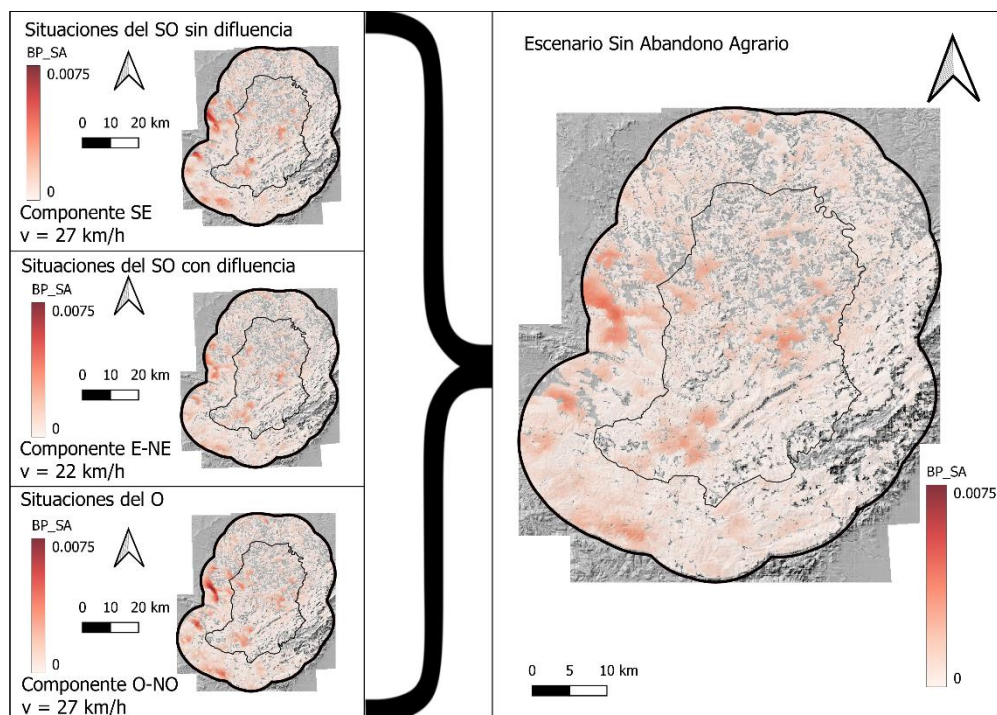 Situaciones del SO sin difluencia
BP_SA
0.0075
0
0 10 20 km
Componente SE
v = 27 km/h
Situaciones del SO con difluencia
BP_SA
0.0075
0
0 10 20 km
Componente E-NE
v = 22 km/h
Situaciones del O
BP_SA
0.0075
0
0 10 20 km
Componente O-NO
v = 27 km/h
Escenario Sin Abandono Agrario
BP_SA
0.0075
0
0 5 10 km